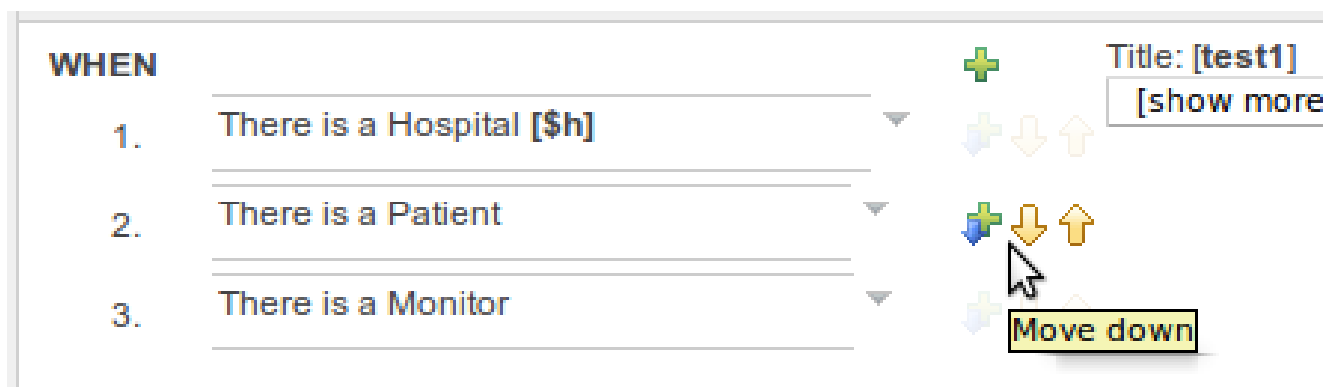 WHEN
Title: [test1]
[show more
1. There is a Hospital [$h]
2. There is a Patient
3. There is a Monitor
Move down